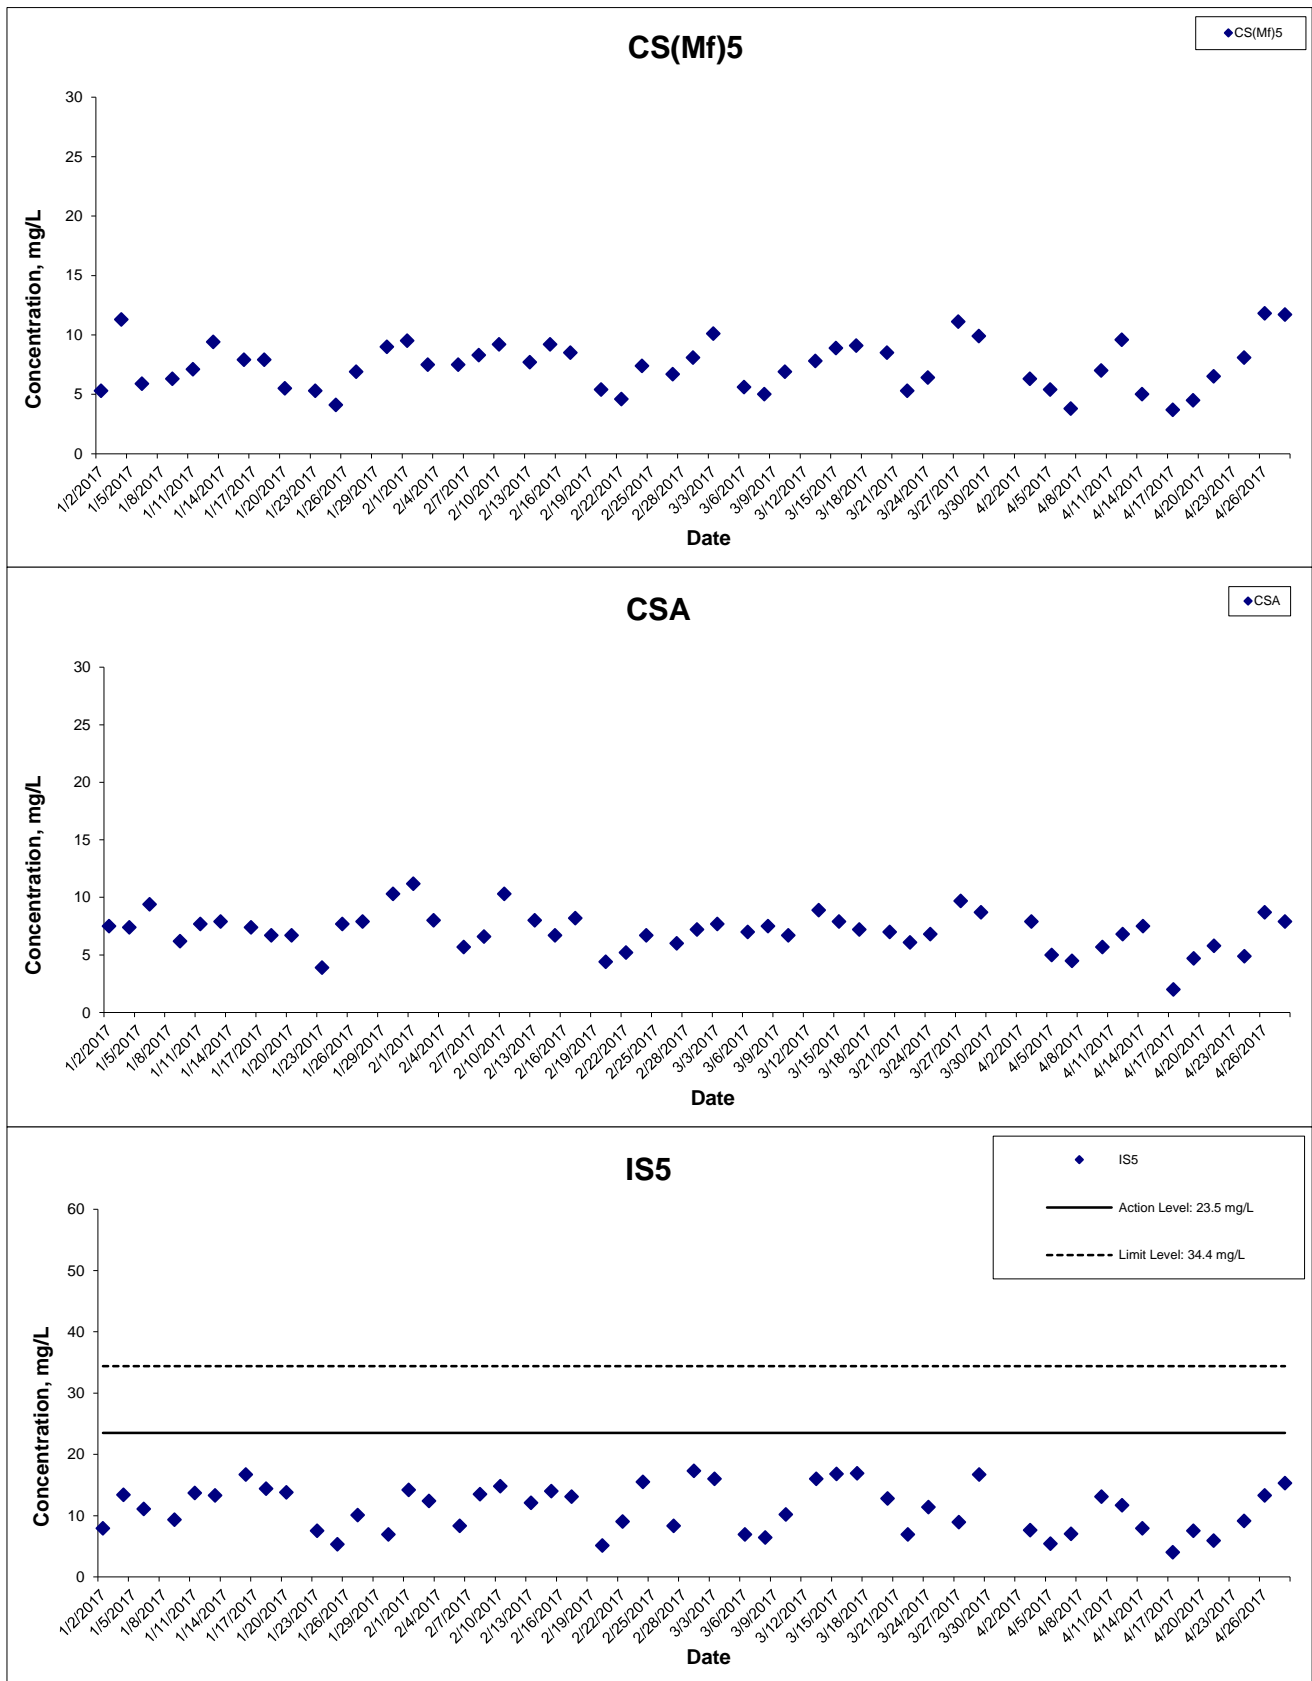 CS(Mf)5
CS(Mf)5
30
25
20
15
10
5
0
Concentration, mg/L
1/2/2017 1/5/2017 1/8/2017 1/11/2017 1/14/2017 1/17/2017 1/20/2017 1/23/2017 1/26/2017 1/29/2017 2/1/2017 2/4/2017 2/7/2017 2/10/2017 2/13/2017 2/16/2017 2/19/2017 2/22/2017 2/25/2017 2/28/2017 3/3/2017 3/6/2017 3/9/2017 3/12/2017 3/15/2017 3/18/2017 3/21/2017 3/24/2017 3/27/2017 3/30/2017 4/2/2017 4/5/2017 4/8/2017 4/11/2017 4/14/2017 4/17/2017 4/20/2017 4/23/2017 4/26/2017
Date
CSA
CSA
30
25
20
15
10
5
0
Concentration, mg/L
1/2/2017 1/5/2017 1/8/2017 1/11/2017 1/14/2017 1/17/2017 1/20/2017 1/23/2017 1/26/2017 1/29/2017 2/1/2017 2/4/2017 2/7/2017 2/10/2017 2/13/2017 2/16/2017 2/19/2017 2/22/2017 2/25/2017 2/28/2017 3/3/2017 3/6/2017 3/9/2017 3/12/2017 3/15/2017 3/18/2017 3/21/2017 3/24/2017 3/27/2017 3/30/2017 4/2/2017 4/5/2017 4/8/2017 4/11/2017 4/14/2017 4/17/2017 4/20/2017 4/23/2017 4/26/2017
Date
IS5
IS5
Action Level: 23.5 mg/L
Limit Level: 34.4 mg/L
60
50
40
30
20
10
0
Concentration, mg/L
1/2/2017 1/5/2017 1/8/2017 1/11/2017 1/14/2017 1/17/2017 1/20/2017 1/23/2017 1/26/2017 1/29/2017 2/1/2017 2/4/2017 2/7/2017 2/10/2017 2/13/2017 2/16/2017 2/19/2017 2/22/2017 2/25/2017 2/28/2017 3/3/2017 3/6/2017 3/9/2017 3/12/2017 3/15/2017 3/18/2017 3/21/2017 3/24/2017 3/27/2017 3/30/2017 4/2/2017 4/5/2017 4/8/2017 4/11/2017 4/14/2017 4/17/2017 4/20/2017 4/23/2017 4/26/2017
Date